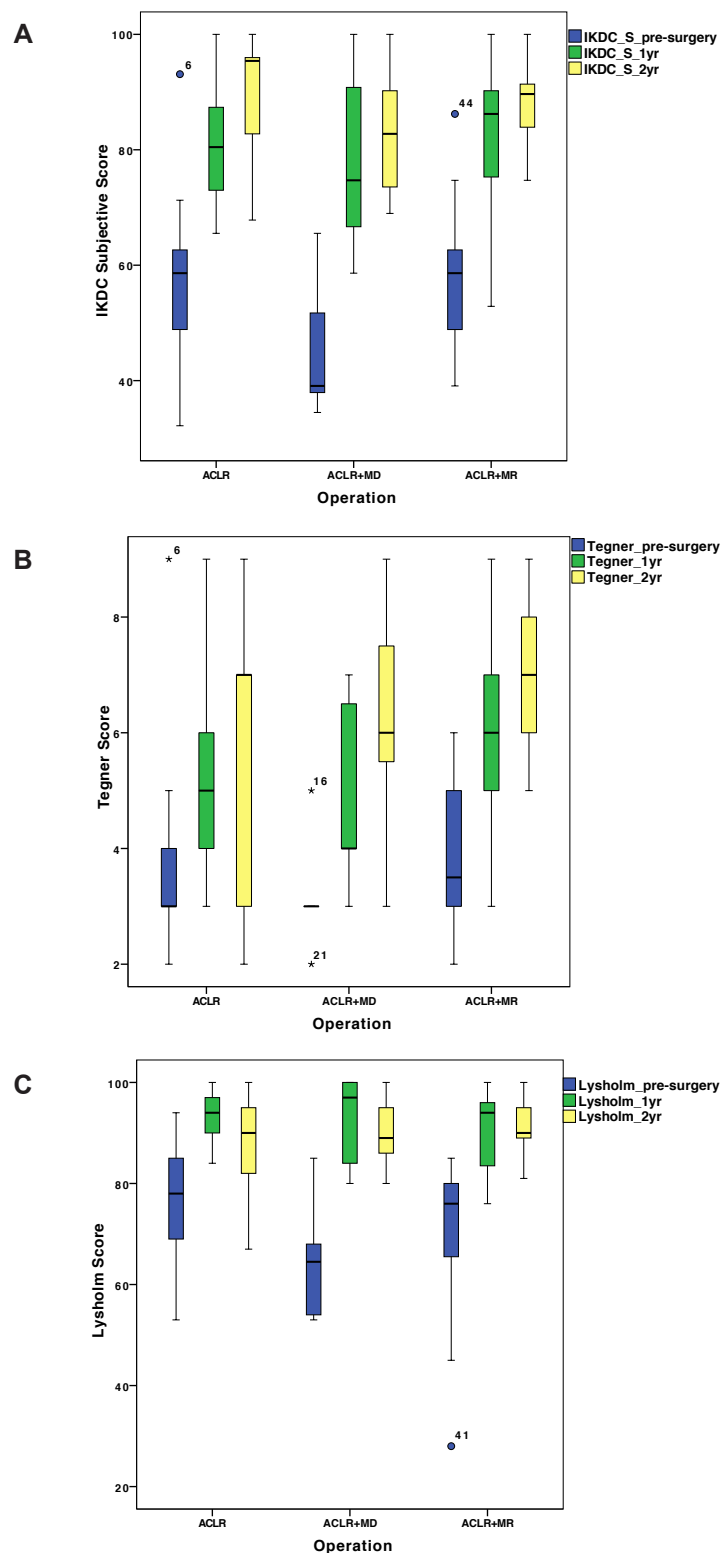 A
IKDC_S_pre-surgery
IKDC_S_1yr
IKDC_S_2yr
IKDC Subjective Score
100
80
60
40
6
44
ACLR
ACLR+MD
ACLR+MR
Operation
B
Tegner_pre-surgery
Tegner_1yr
Tegner_2yr
Tegner Score
8
6
4
2
*6
*16
*21
ACLR
ACLR+MD
ACLR+MR
Operation
C
Lysholm_pre-surgery
Lysholm_1yr
Lysholm_2yr
Lysholm Score
100
80
60
40
20
41
ACLR
ACLR+MD
ACLR+MR
Operation